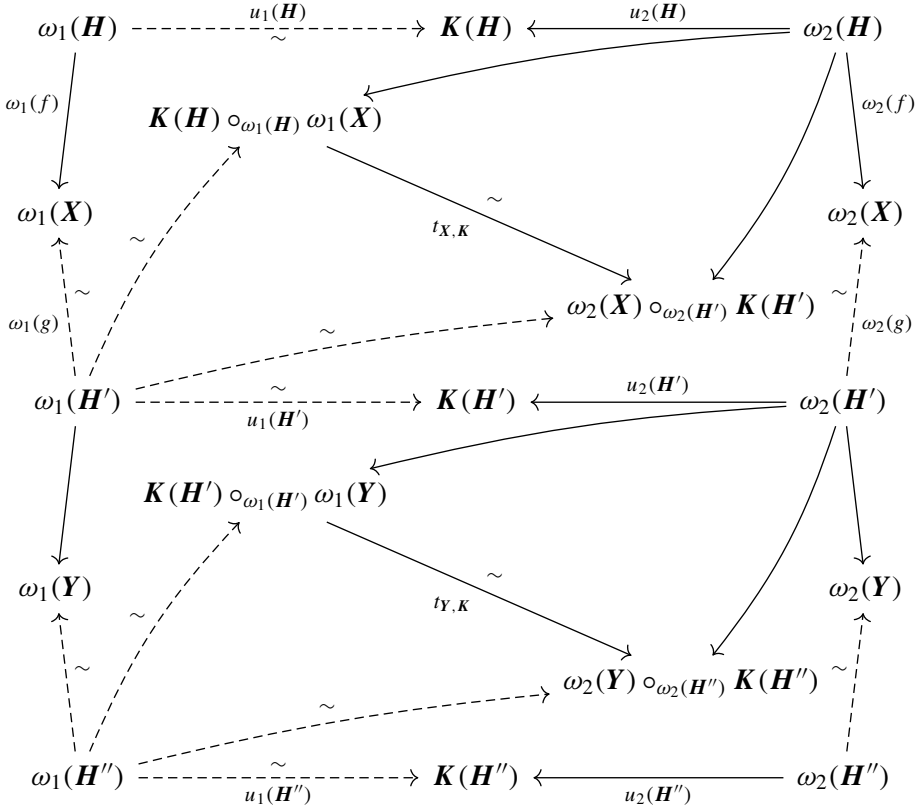 u₁(H) u₂(H)
ω₁(H) ∼ K(H) ω₂(H)
ω₁(f) ω₂(f)
K(H) ∘_{ω₁(H)} ω₁(X)
ω₁(X) ∼ ω₂(X)
∼ t_{X,K}
∼ ∼
ω₂(X) ∘_{ω₂(H′)} K(H′)
ω₁(g) ∼ ω₂(g)
∼ u₂(H′)
ω₁(H′) K(H′) ω₂(H′)
u₁(H′)
K(H′) ∘_{ω₁(H′)} ω₁(Y)
ω₁(Y) ∼ ω₂(Y)
∼ t_{Y,K}
∼ ∼
ω₂(Y) ∘_{ω₂(H″)} K(H″)
∼
∼
ω₁(H″) K(H″) ω₂(H″)
u₁(H″) u₂(H″)